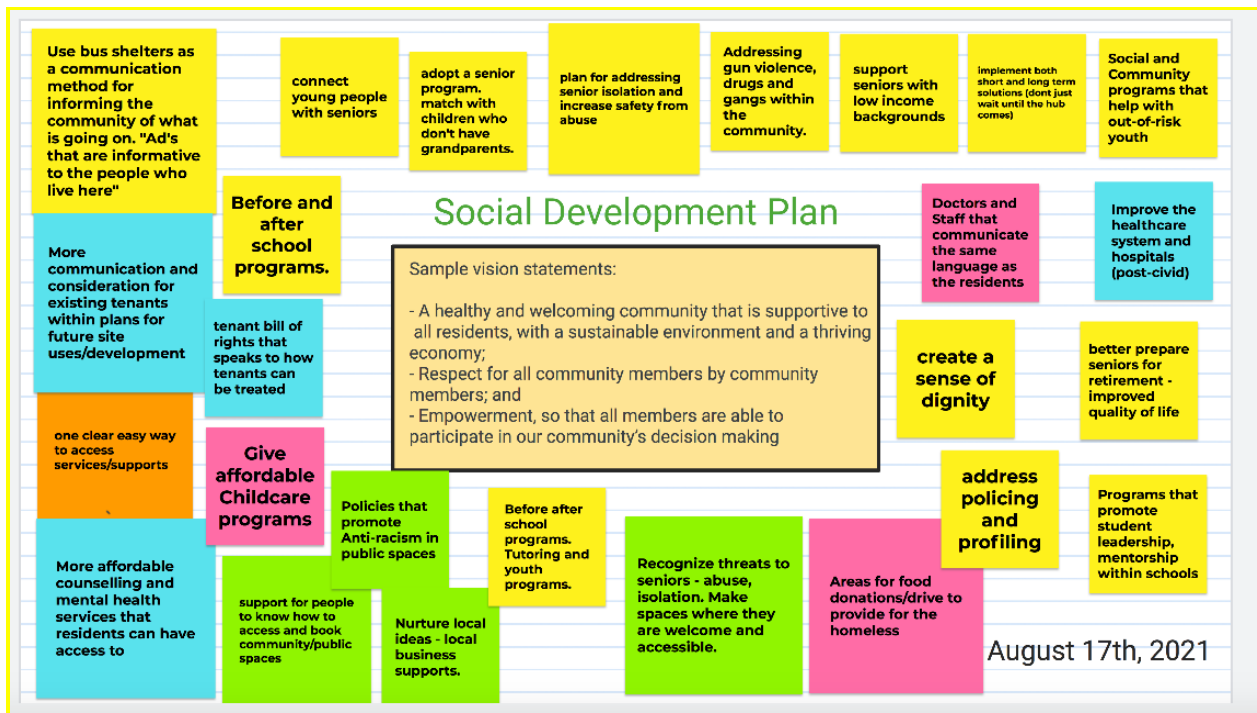 Use bus shelters as
a communication
method for
informing the
community of what
is going on. "Ad's
that are informative
to the people who
live here"
connect
young people
with seniors
adopt a senior
program.
match with
children who
don't have
grandparents.
plan for addressing
senior isolation and
increase safety from
abuse
Addressing
gun violence,
drugs and
gangs within
the
community.
support
seniors with
low income
backgrounds
implement both
short and long term
solutions (dont just
wait until the hub
comes)
Social and
Community
programs that
help with
out-of-risk
youth
Before and
after
school
programs.
Social Development Plan
Doctors and
Staff that
communicate
the same
language as
the residents
Improve the
healthcare
system and
hospitals
(post-civid)
More
communication and
consideration for
existing tenants
within plans for
future site
uses/development
tenant bill of
rights that
speaks to how
tenants can
be treated
Sample vision statements:
- A healthy and welcoming community that is supportive to
all residents, with a sustainable environment and a thriving
economy;
- Respect for all community members by community
members; and
- Empowerment, so that all members are able to
participate in our community's decision making
create a
sense of
dignity
better prepare
seniors for
retirement -
improved
quality of life
one clear easy way
to access
services/supports
Give
affordable
Childcare
programs
Policies that
promote
Anti-racism in
public spaces
Before after
school
programs.
Tutoring and
youth
programs.
address
policing
and
profiling
Programs that
promote
student
leadership,
mentorship
within schools
More affordable
counselling and
mental health
services that
residents can have
access to
support for people
to know how to
access and book
community/public
spaces
Nurture local
ideas - local
business
supports.
Recognize threats to
seniors - abuse,
isolation. Make
spaces where they
are welcome and
accessible.
Areas for food
donations/drive to
provide for the
homeless
August 17th, 2021